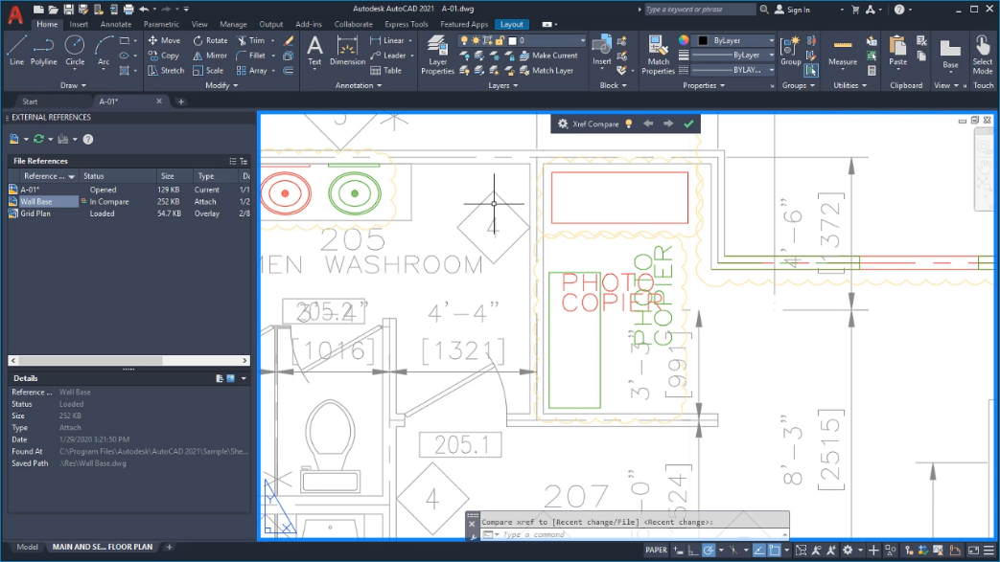 Autodesk AutoCAD 2021 A-01.dwg
Type a keyword or phrase
Sign In
Home Insert Annotate Parametric View Manage Output Add-ins Collaborate Express Tools Featured Apps Layout
Line Polyline Circle Arc
Draw
Move Rotate Trim
Copy Mirror Fillet
Stretch Scale Array
Modify
Text Dimension
Linear
Leader
Table
Annotation
Layer
Properties
0
Make Current
Match Layer
Layers
Insert
Block
Match
Properties
ByLayer
ByLayer
BYLAY...
Properties
Group
Groups
Measure
Utilities
Paste
Clipboard
Base
View
Select
Mode
Touch
Start A-01*
EXTERNAL REFERENCES
File References
Reference ... Status Size Type Da
A-01* Opened 129 KB Current 1/1
Wall Base In Compare 252 KB Attach 1/2
Grid Plan Loaded 54.7 KB Overlay 2/8
Details
Reference ... Wall Base
Status Loaded
Size 252 KB
Type Attach
Date 1/29/2020 3:21:50 PM
Found At C:\Program Files\Autodesk\AutoCAD 2021\Sample\She...
Saved Path .\Res\Wall Base.dwg
Xref Compare
4
205
MEN WASHROOM
205.2
4'-4"
[1016]
[1321]
205.1
4
207
PHOTO
COPIER
PHOTO
COPIER
3'-3"
[991]
4'-6"
[1372]
8'-3"
[2515]
Compare xref to [Recent change/File] <Recent change>:
Type a command
Model MAIN AND SE... FLOOR PLAN
PAPER